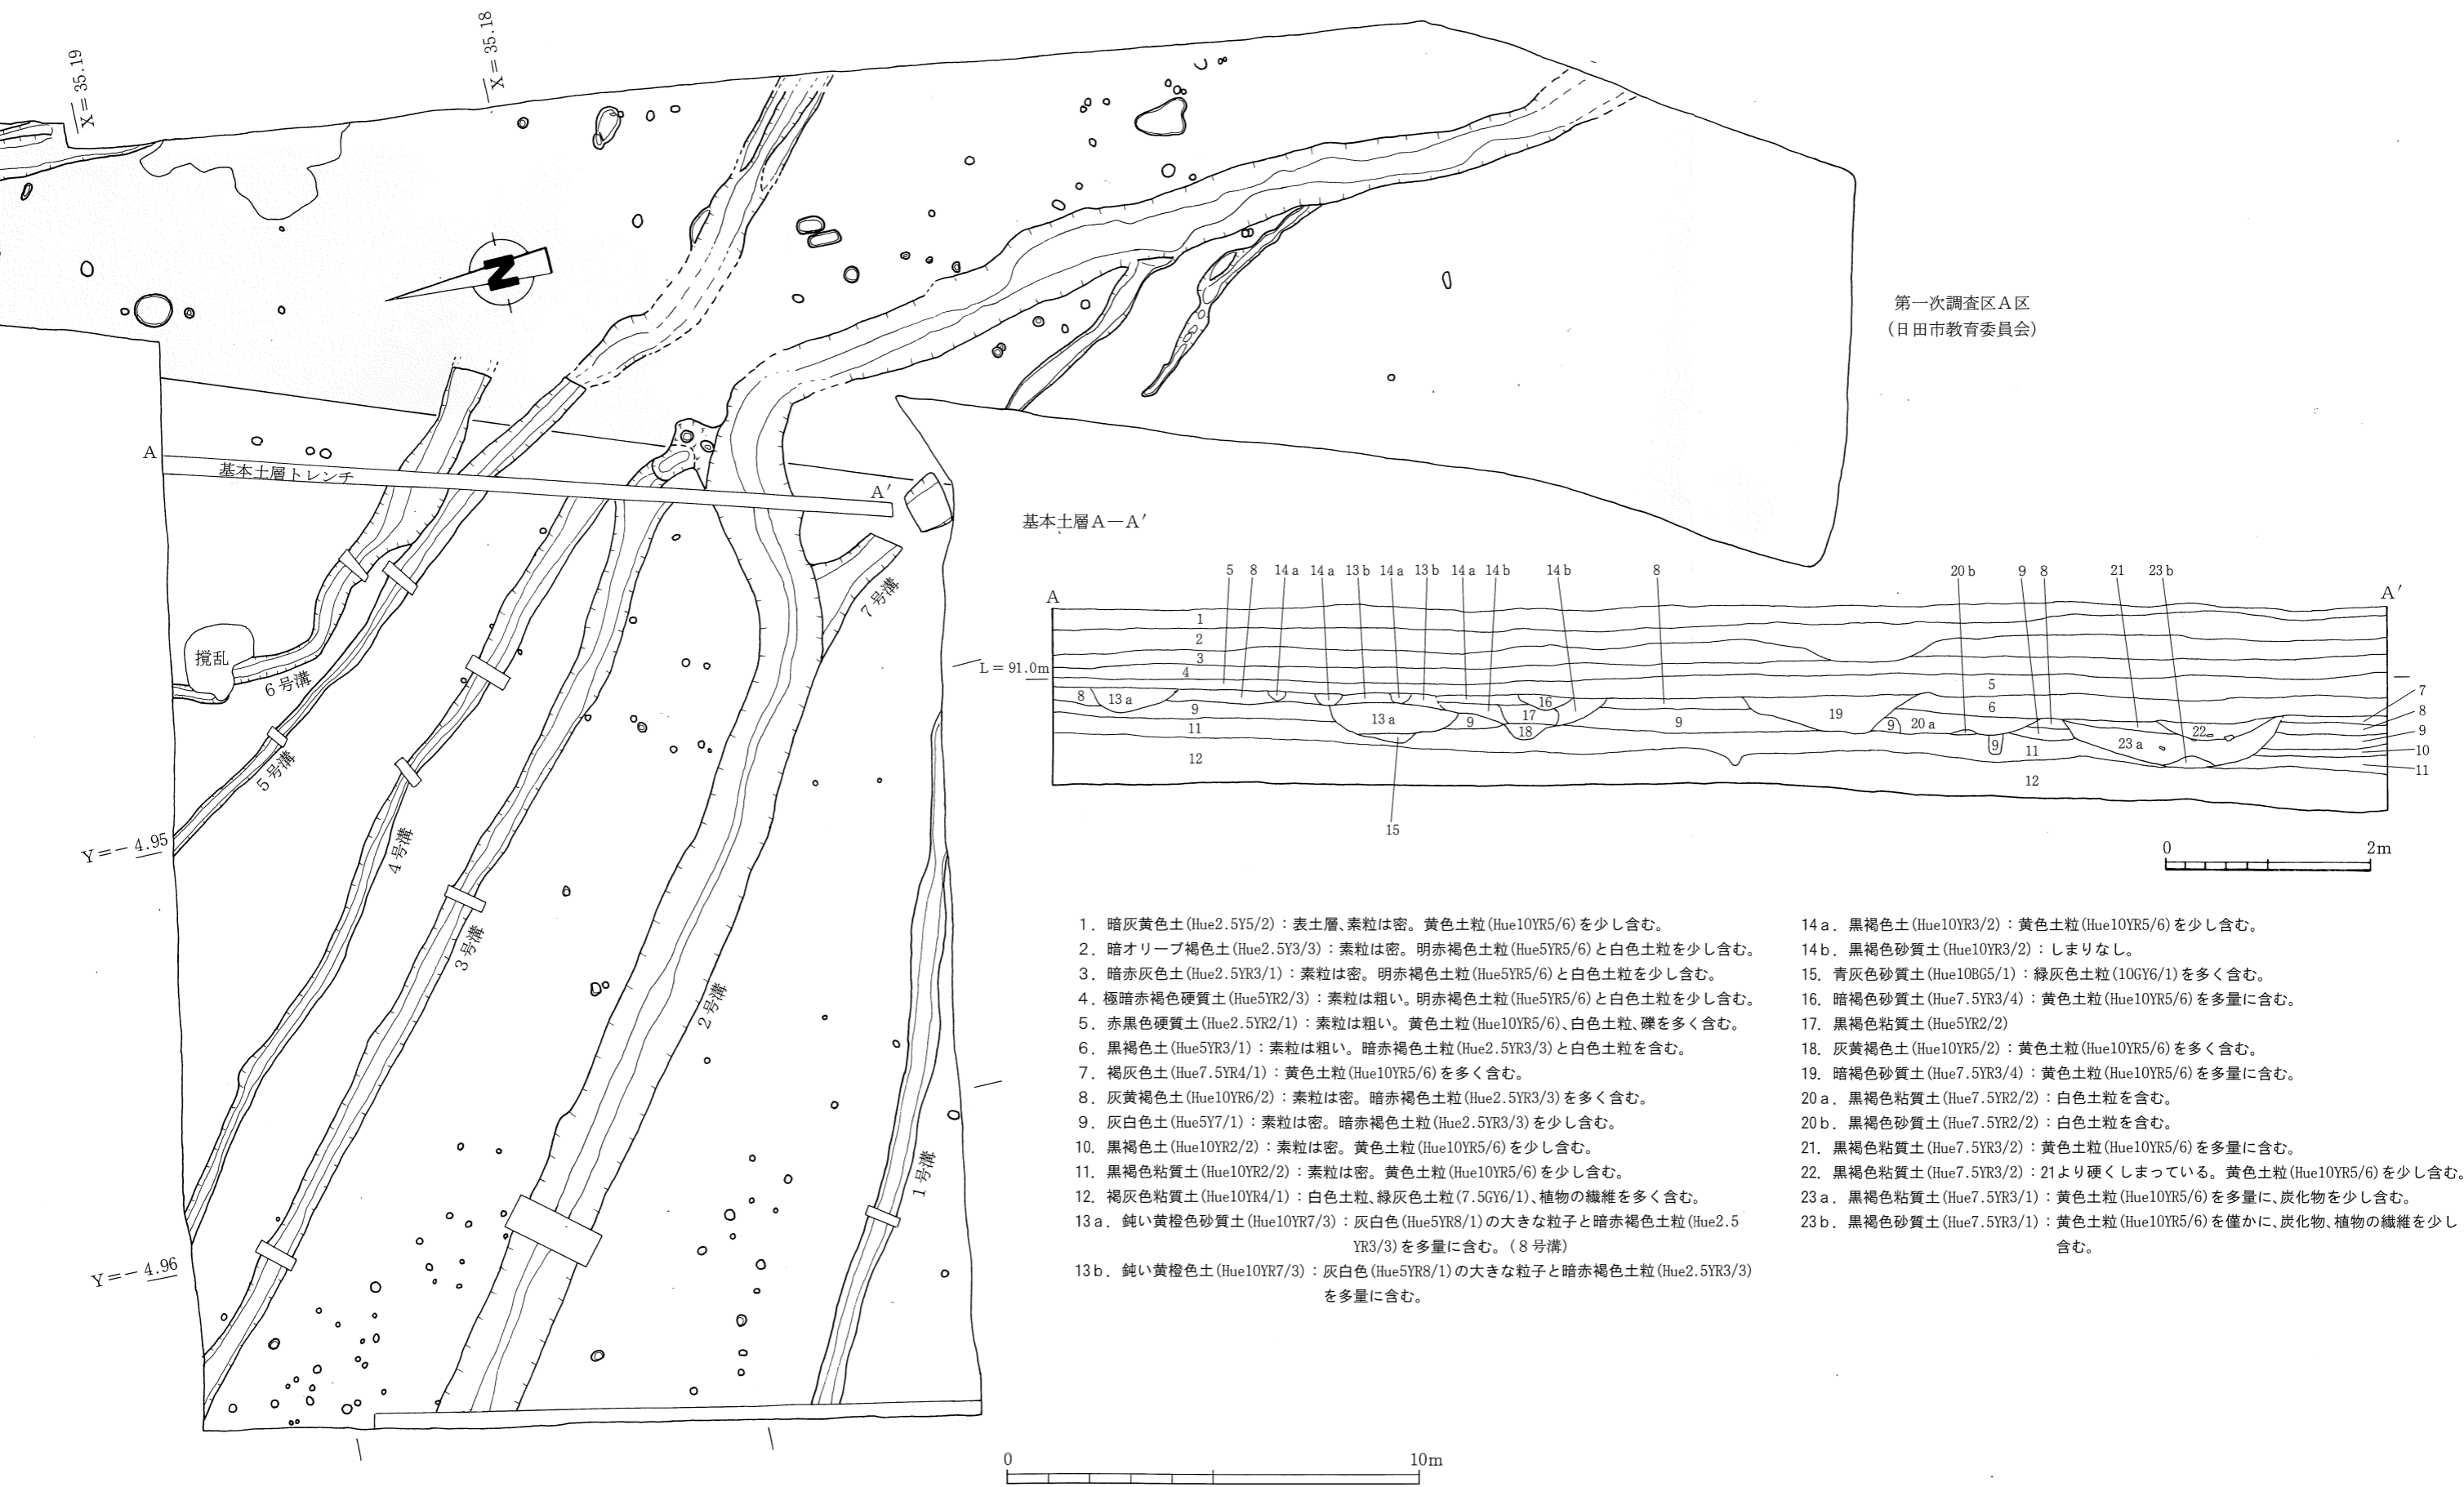 X＝35.19
X＝35.18
N
第一次調査区A区
(日田市教育委員会)
A
基本土層トレンチ
A′
7号溝
撹乱
6号溝
5号溝
Y＝－4.95
4号溝
3号溝
2号溝
1号溝
Y＝－4.96
0 10m
基本土層A－A′
5 8 14a 14a 13b 14a 13b 14a 14b 14b 8 20b 9 8 21 23b
A A′
1
2
3
L＝91.0m
4
5
8 13a 9 16 6 7
13a 9 17 9 19 9 20a 22 8
11 18 9 11 23a 9
12 10
12 11
15
0 2m
1. 暗灰黄色土(Hue2.5Y5/2)：表土層、素粒は密。黄色土粒(Hue10YR5/6)を少し含む。
2. 暗オリーブ褐色土(Hue2.5Y3/3)：素粒は密。明赤褐色土粒(Hue5YR5/6)と白色土粒を少し含む。
3. 暗赤灰色土(Hue2.5YR3/1)：素粒は密。明赤褐色土粒(Hue5YR5/6)と白色土粒を少し含む。
4. 極暗赤褐色硬質土(Hue5YR2/3)：素粒は粗い。明赤褐色土粒(Hue5YR5/6)と白色土粒を少し含む。
5. 赤黒色硬質土(Hue2.5YR2/1)：素粒は粗い。黄色土粒(Hue10YR5/6)、白色土粒、礫を多く含む。
6. 黒褐色土(Hue5YR3/1)：素粒は粗い。暗赤褐色土粒(Hue2.5YR3/3)と白色土粒を含む。
7. 褐灰色土(Hue7.5YR4/1)：黄色土粒(Hue10YR5/6)を多く含む。
8. 灰黄褐色土(Hue10YR6/2)：素粒は密。暗赤褐色土粒(Hue2.5YR3/3)を多く含む。
9. 灰白色土(Hue5Y7/1)：素粒は密。暗赤褐色土粒(Hue2.5YR3/3)を少し含む。
10. 黒褐色土(Hue10YR2/2)：素粒は密。黄色土粒(Hue10YR5/6)を少し含む。
11. 黒褐色粘質土(Hue10YR2/2)：素粒は密。黄色土粒(Hue10YR5/6)を少し含む。
12. 褐灰色粘質土(Hue10YR4/1)：白色土粒、緑灰色土粒(7.5GY6/1)、植物の繊維を多く含む。
13a. 鈍い黄橙色砂質土(Hue10YR7/3)：灰白色(Hue5YR8/1)の大きな粒子と暗赤褐色土粒(Hue2.5
YR3/3)を多量に含む。(8号溝)
13b. 鈍い黄橙色土(Hue10YR7/3)：灰白色(Hue5YR8/1)の大きな粒子と暗赤褐色土粒(Hue2.5YR3/3)
を多量に含む。
14a. 黒褐色土(Hue10YR3/2)：黄色土粒(Hue10YR5/6)を少し含む。
14b. 黒褐色砂質土(Hue10YR3/2)：しまりなし。
15. 青灰色砂質土(Hue10BG5/1)：緑灰色土粒(10GY6/1)を多く含む。
16. 暗褐色砂質土(Hue7.5YR3/4)：黄色土粒(Hue10YR5/6)を多量に含む。
17. 黒褐色粘質土(Hue5YR2/2)
18. 灰黄褐色土(Hue10YR5/2)：黄色土粒(Hue10YR5/6)を多く含む。
19. 暗褐色砂質土(Hue7.5YR3/4)：黄色土粒(Hue10YR5/6)を多量に含む。
20a. 黒褐色粘質土(Hue7.5YR2/2)：白色土粒を含む。
20b. 黒褐色砂質土(Hue7.5YR2/2)：白色土粒を含む。
21. 黒褐色粘質土(Hue7.5YR3/2)：黄色土粒(Hue10YR5/6)を多量に含む。
22. 黒褐色粘質土(Hue7.5YR3/2)：21より硬くしまっている。黄色土粒(Hue10YR5/6)を少し含む。
23a. 黒褐色粘質土(Hue7.5YR3/1)：黄色土粒(Hue10YR5/6)を多量に、炭化物を少し含む。
23b. 黒褐色砂質土(Hue7.5YR3/1)：黄色土粒(Hue10YR5/6)を僅かに、炭化物、植物の繊維を少し
含む。